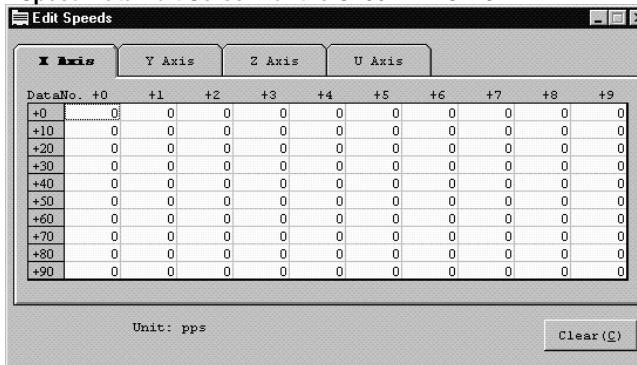 Edit Speeds
X Axis Y Axis Z Axis U Axis
DataNo. +0 +1 +2 +3 +4 +5 +6 +7 +8 +9
+0 0 0 0 0 0 0 0 0 0 0
+10 0 0 0 0 0 0 0 0 0 0
+20 0 0 0 0 0 0 0 0 0 0
+30 0 0 0 0 0 0 0 0 0 0
+40 0 0 0 0 0 0 0 0 0 0
+50 0 0 0 0 0 0 0 0 0 0
+60 0 0 0 0 0 0 0 0 0 0
+70 0 0 0 0 0 0 0 0 0 0
+80 0 0 0 0 0 0 0 0 0 0
+90 0 0 0 0 0 0 0 0 0 0
Unit: pps
Clear(C)